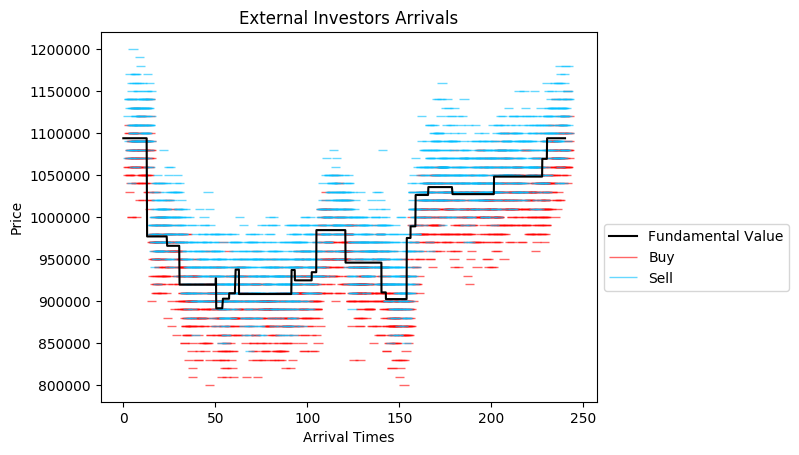 External Investors Arrivals
1200000
1150000
1100000
1050000
1000000
950000
900000
850000
800000
Price
0 50 100 150 200 250
Arrival Times
Fundamental Value
Buy
Sell